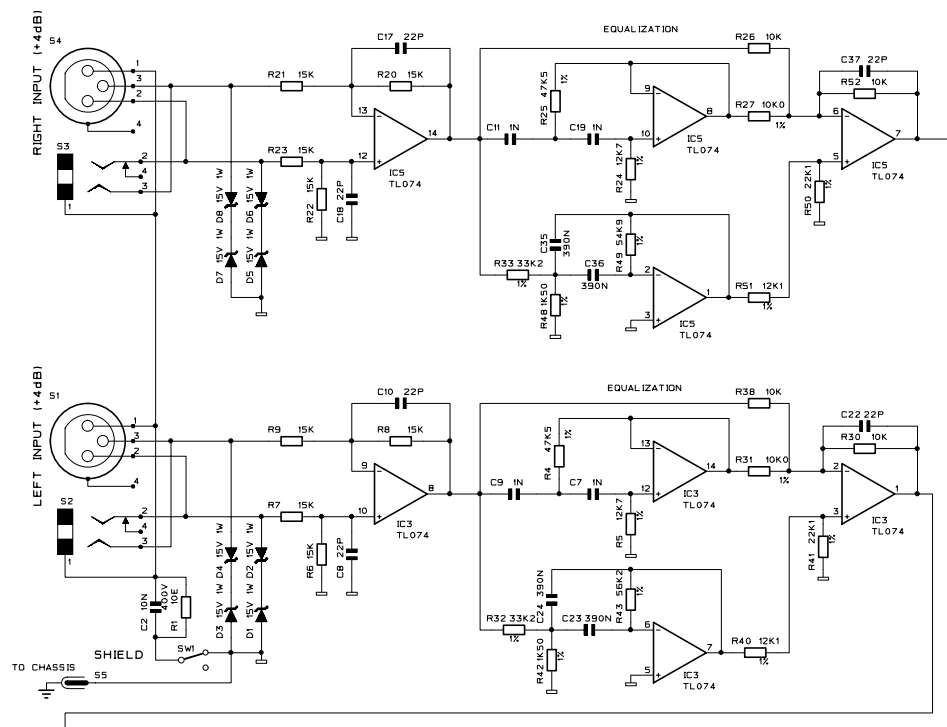 RIGHT INPUT (+4dB)
S4
1
3
2
4
S3
2
4
3
1
R21 15K
R23 15K
R22 15K
C18 22P
D8 15V 1W
D6 15V 1W
D7 15V 1W
D5 15V 1W
C17 22P
R20 15K
13
12
14
IC5
TL074
EQUALIZATION
R26 10K
C11 1N
R25 47K5
1%
C19 1N
R24 12K7
1%
9
10
8
IC5
TL074
R27 10K0
1%
C37 22P
R52 10K
6
5
7
IC5
TL074
R50 22K1
1%
R33 33K2
1%
C35
390N
C36
390N
R49 54K9
1%
R48 1K50
1%
2
3
1
IC5
TL074
R51 12K1
1%
LEFT INPUT (+4dB)
S1
1
3
2
4
S2
2
4
3
1
R9 15K
R7 15K
R6 15K
C8 22P
D4 15V 1W
D2 15V 1W
D3 15V 1W
D1 15V 1W
C10 22P
R8 15K
9
10
8
IC3
TL074
EQUALIZATION
R38 10K
C9 1N
R4 47K5
1%
C7 1N
R5 12K7
1%
13
12
14
IC3
TL074
R31 10K0
1%
C22 22P
R30 10K
2
3
1
IC3
TL074
R41 22K1
1%
R32 33K2
1%
C24 390N
C23 390N
R43 56K2
1%
R42 1K50
1%
6
5
7
IC3
TL074
R40 12K1
1%
C2 10N
400V
R1 10E
SHIELD
SW1
TO CHASSIS
S5